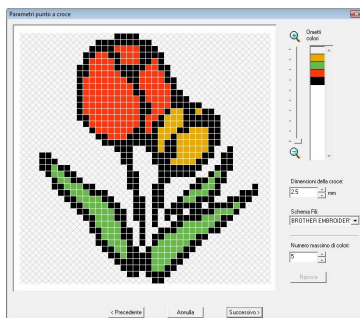 Parametri punto a croce
Ometti
colori
Dimensioni della croce:
2.5 mm
Schema Fili:
BROTHER EMBROIDER
Numero massimo di colori:
5
Riprova
< Precedente
Annulla
Successivo >